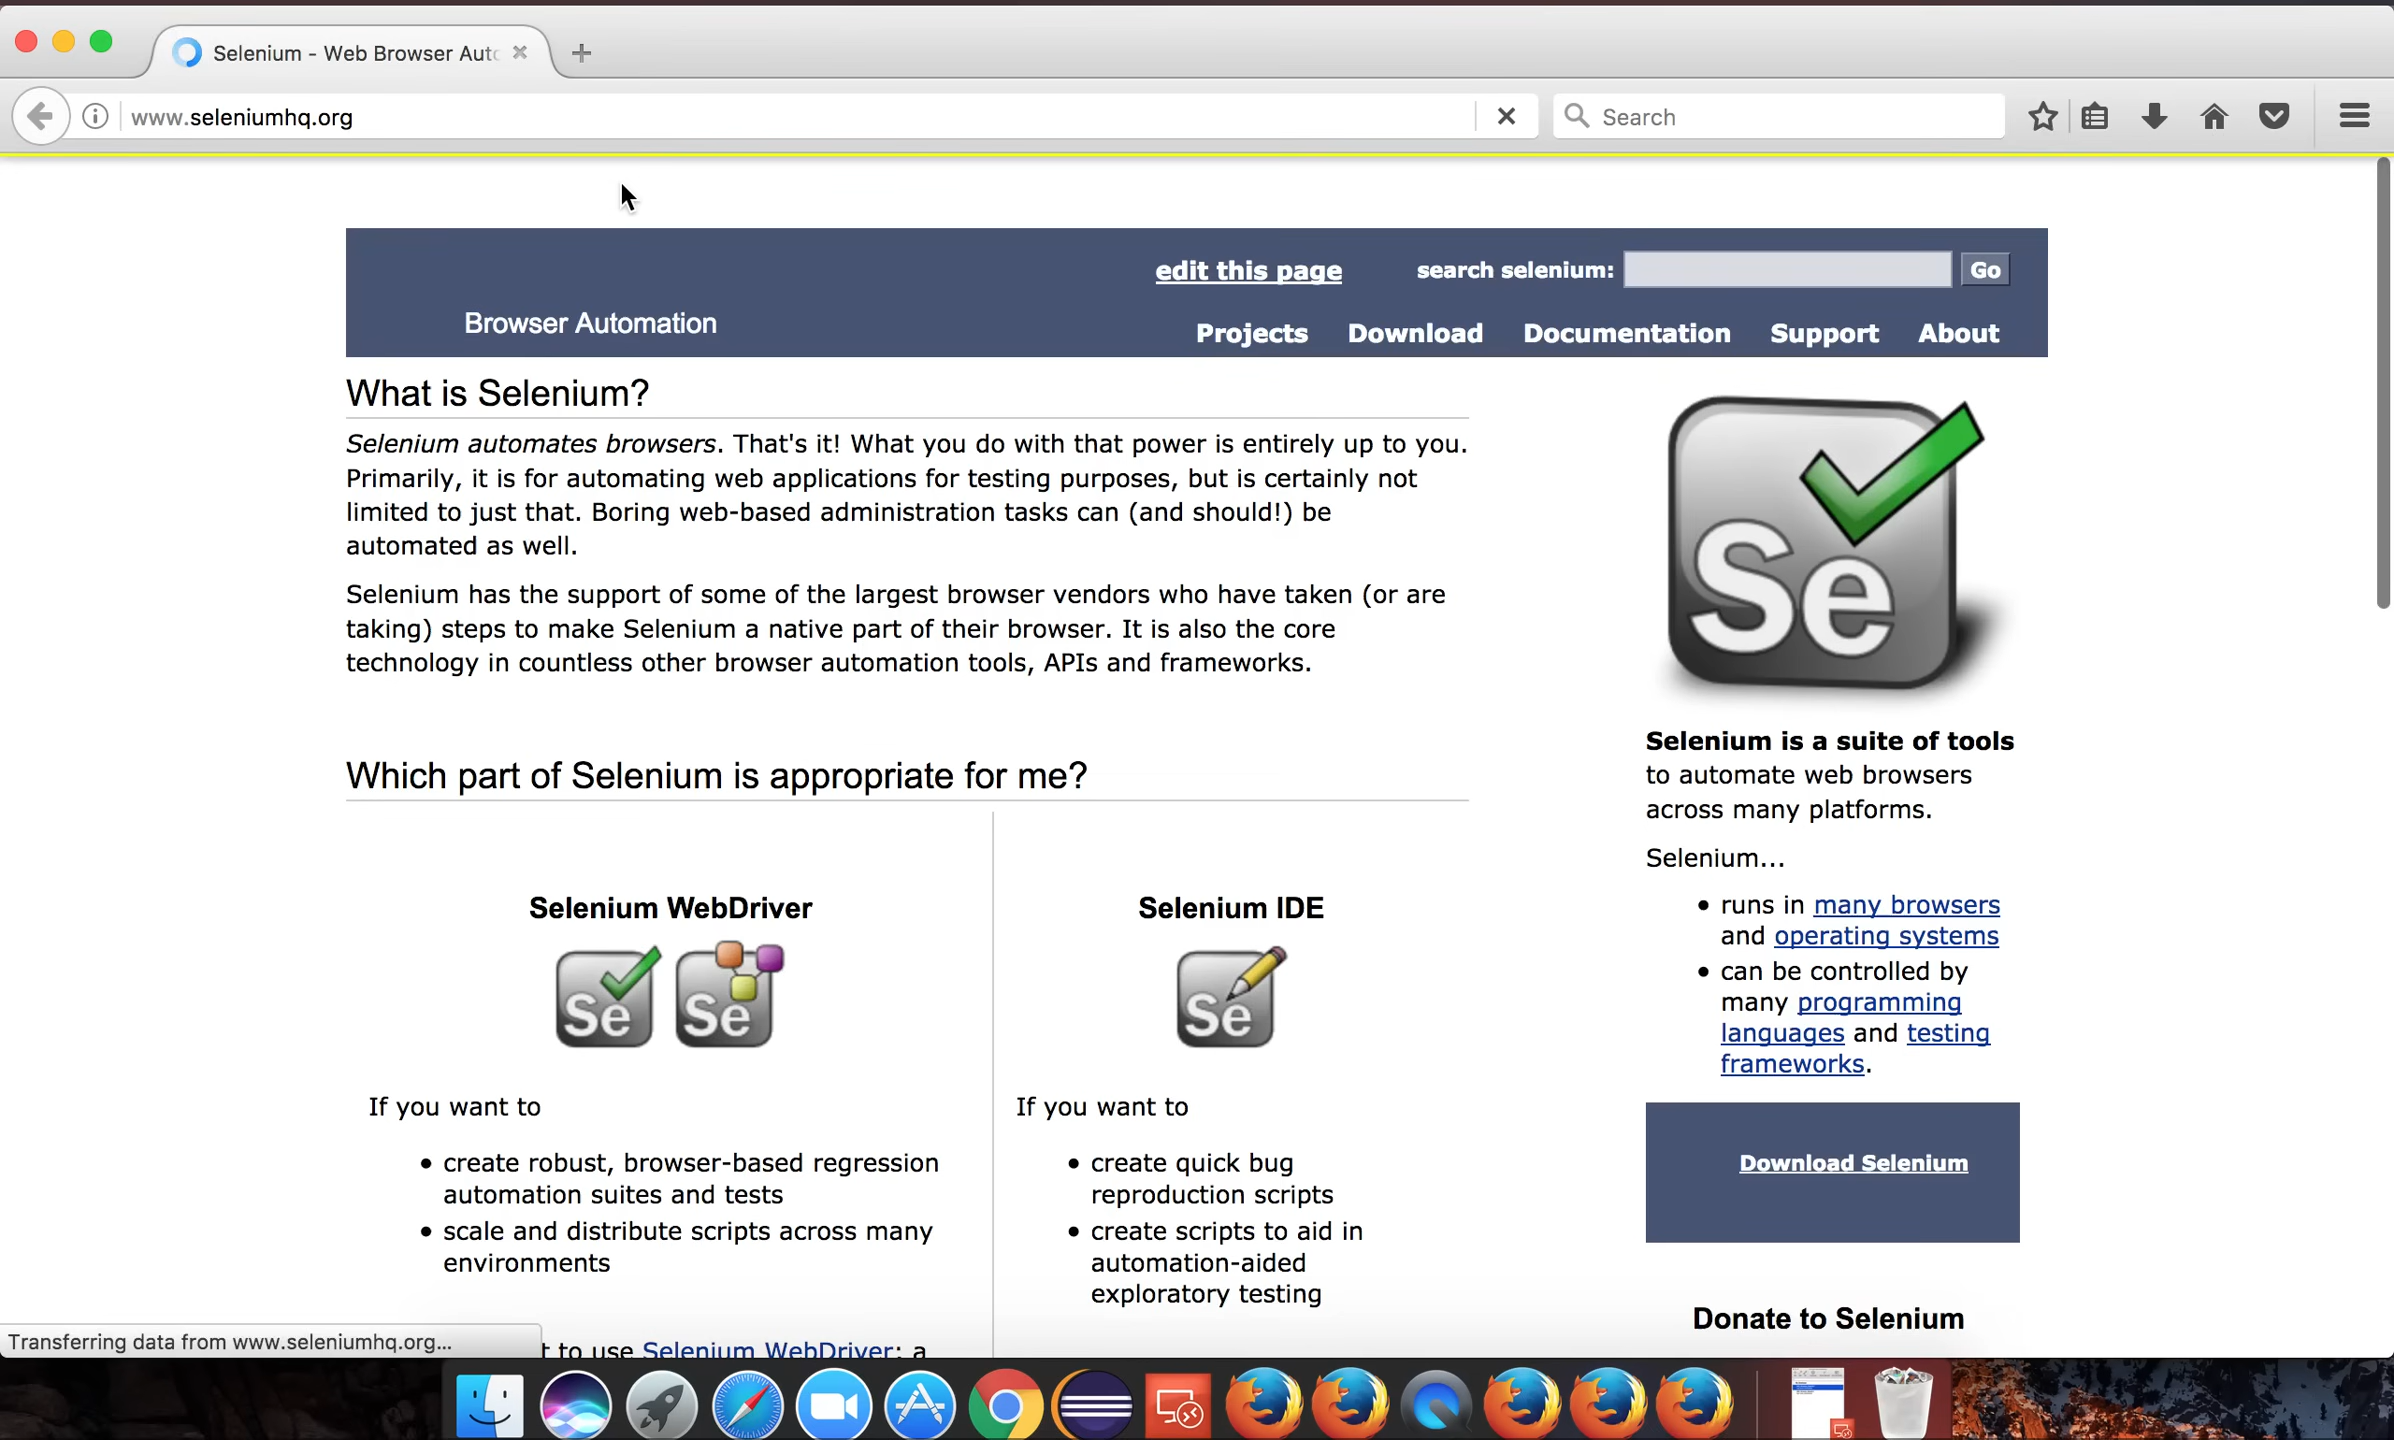 Selenium - Web Browser Aut
www.seleniumhq.org
Search
edit this page
search selenium:
Go
Browser Automation
Projects
Download
Documentation
Support
About
What is Selenium?
Selenium automates browsers. That's it! What you do with that power is entirely up to you.
Primarily, it is for automating web applications for testing purposes, but is certainly not
limited to just that. Boring web-based administration tasks can (and should!) be
automated as well.
Selenium has the support of some of the largest browser vendors who have taken (or are
taking) steps to make Selenium a native part of their browser. It is also the core
technology in countless other browser automation tools, APIs and frameworks.
Which part of Selenium is appropriate for me?
Selenium WebDriver
Se
Se
If you want to
• create robust, browser-based regression
automation suites and tests
• scale and distribute scripts across many
environments
t to use Selenium WebDriver: a
Selenium IDE
Se
If you want to
• create quick bug
reproduction scripts
• create scripts to aid in
automation-aided
exploratory testing
Se
Selenium is a suite of tools
to automate web browsers
across many platforms.
Selenium...
• runs in many browsers
and operating systems
• can be controlled by
many programming
languages and testing
frameworks.
Download Selenium
Donate to Selenium
Transferring data from www.seleniumhq.org...